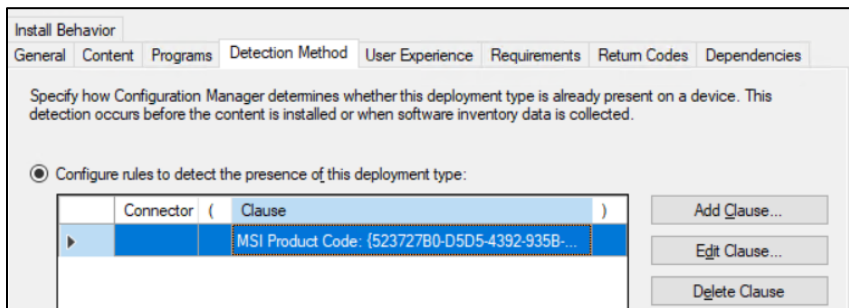 Install Behavior
General Content Programs Detection Method User Experience Requirements Return Codes Dependencies
Specify how Configuration Manager determines whether this deployment type is already present on a device. This
detection occurs before the content is installed or when software inventory data is collected.
Configure rules to detect the presence of this deployment type:
Connector ( Clause ) Add Clause...
MSI Product Code: {523727B0-D5D5-4392-935B-... Edit Clause...
Delete Clause